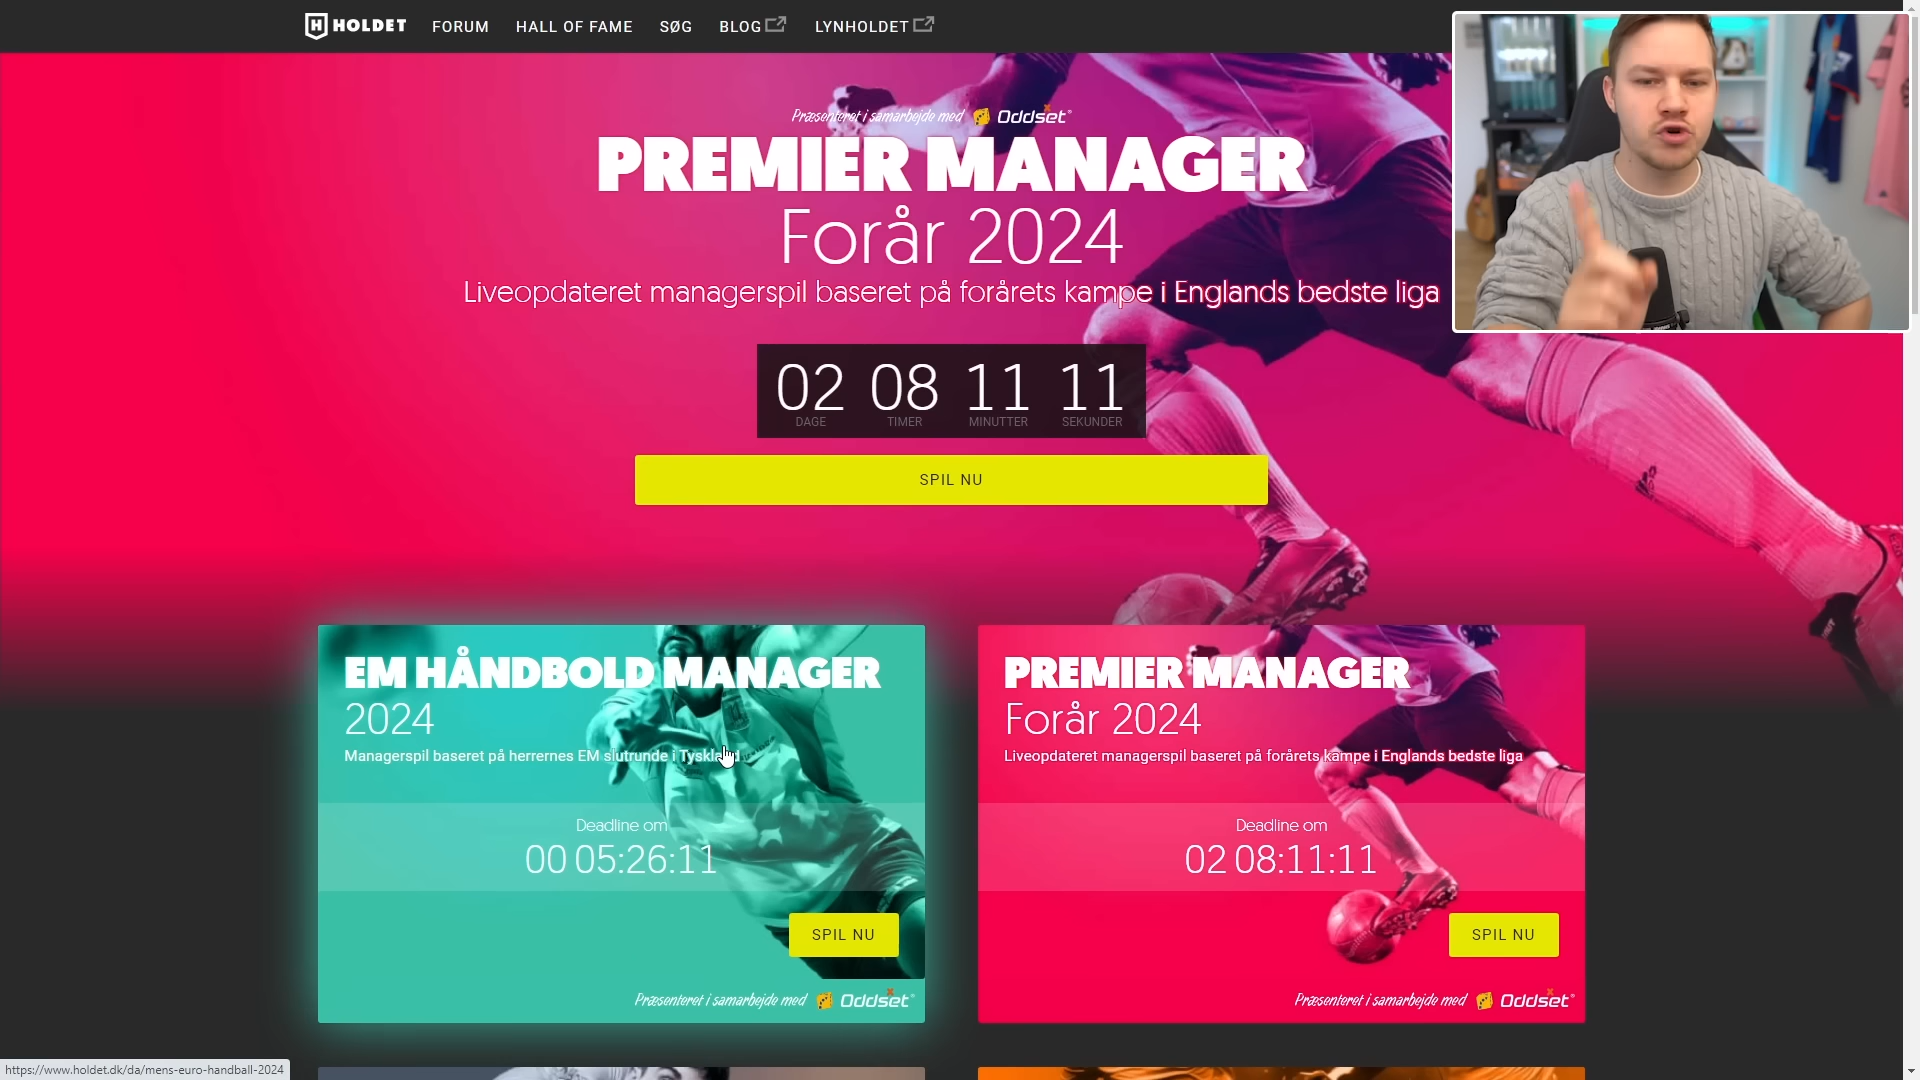 HOLDET FORUM HALL OF FAME SØG BLOG LYNHOLDET
Præsenteret i samarbejde med Oddset
PREMIER MANAGER
Forår 2024
Liveopdateret managerspil baseret på forårets kampe i Englands bedste liga
02 08 11 11
DAGE TIMER MINUTTER SEKUNDER
SPIL NU
EM HÅNDBOLD MANAGER
2024
Managerspil baseret på herrernes EM slutrunde i Tyskland
Deadline om
00 05:26:11
SPIL NU
Præsenteret i samarbejde med Oddset
PREMIER MANAGER
Forår 2024
Liveopdateret managerspil baseret på forårets kampe i Englands bedste liga
Deadline om
02 08:11:11
SPIL NU
Præsenteret i samarbejde med Oddset
https://www.holdet.dk/da/mens-euro-handball-2024